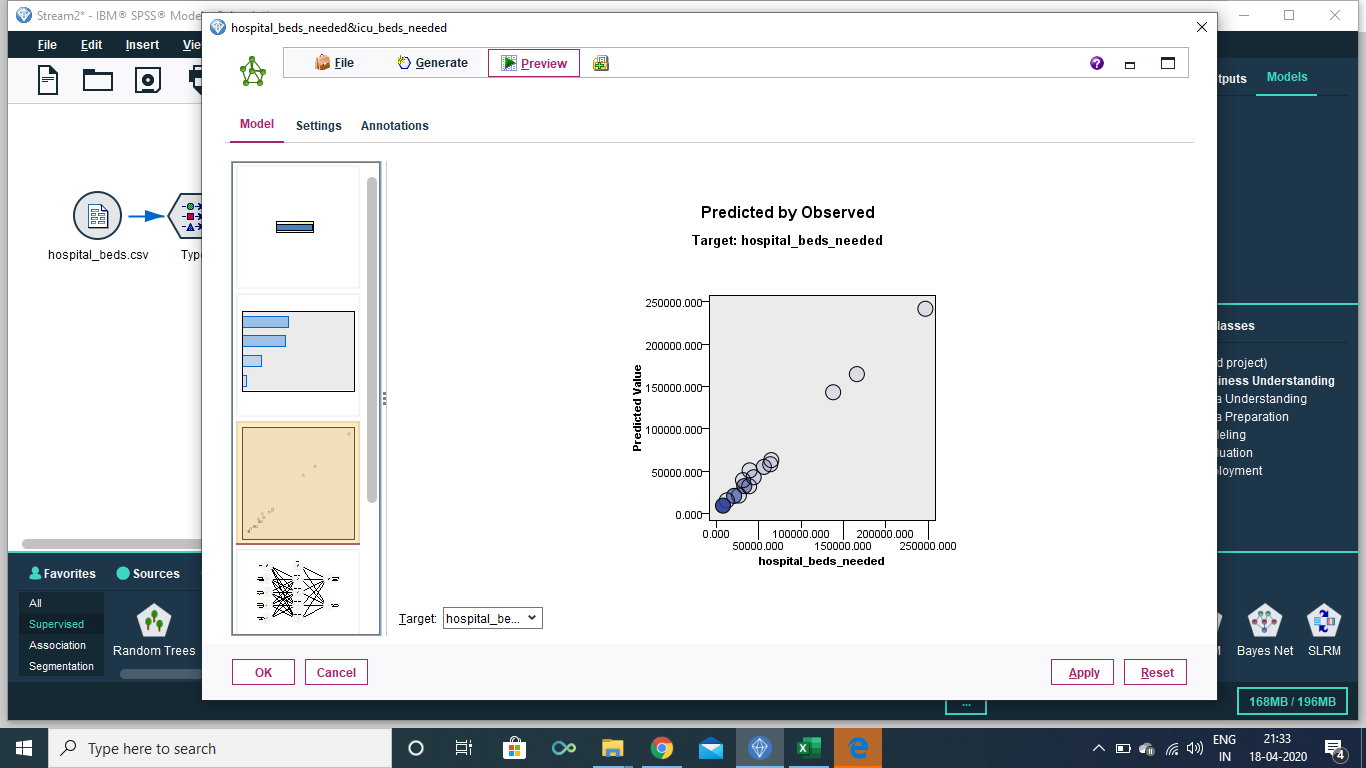 Stream2* - IBM® SPSS® Mode
hospital_beds_needed&icu_beds_needed
File Edit Insert Vie
File Generate Preview
tputs Models
Model Settings Annotations
hospital_beds.csv
Typ
Predicted by Observed
Target: hospital_beds_needed
250000.000
200000.000
150000.000
100000.000
50000.000
0.000
Predicted Value
0.000 100000.000 200000.000
50000.000 150000.000 250000.000
hospital_beds_needed
Target: hospital_be...
OK Cancel Apply Reset
lasses
d project)
iness Understanding
a Understanding
a Preparation
deling
luation
loyment
Favorites Sources
All
Supervised
Association
Segmentation
Random Trees
M Bayes Net SLRM
...
168MB / 196MB
Type here to search
ENG
IN
21:33
18-04-2020
4